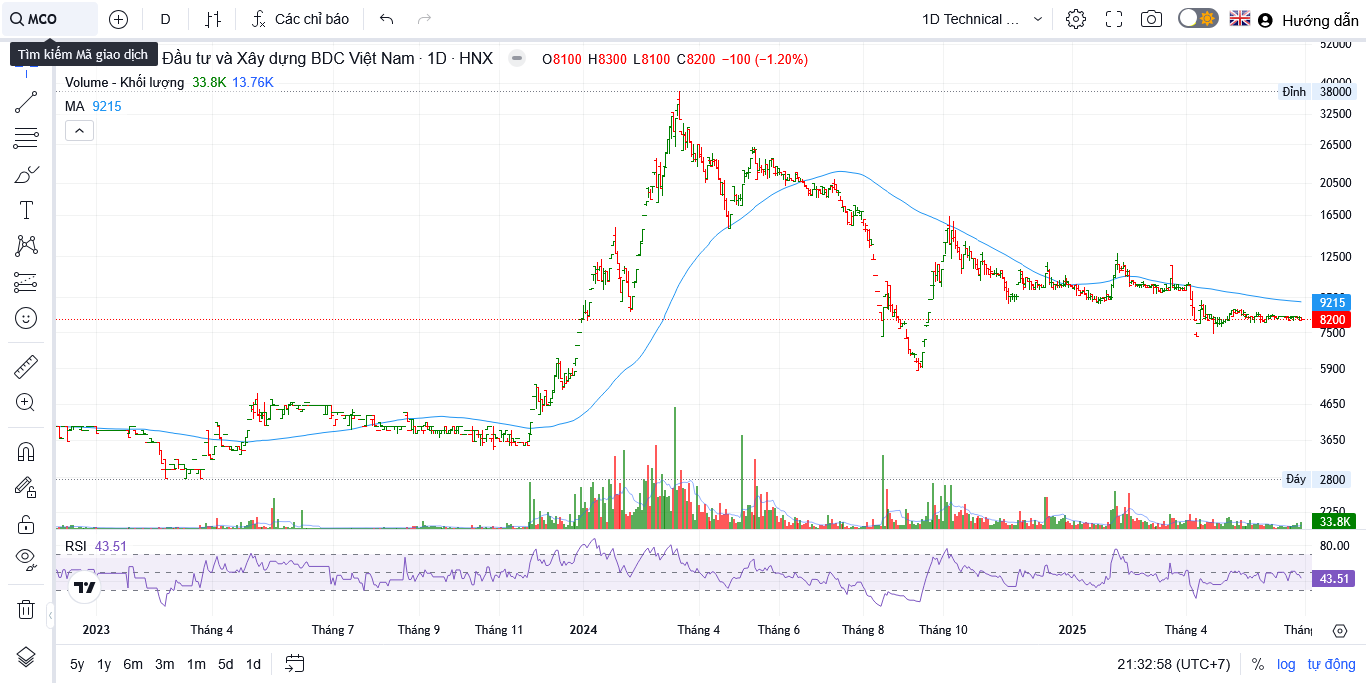 MCO
D
Các chỉ báo
1D Technical ...
Hướng dẫn
Tìm kiếm Mã giao dịch
Đầu tư và Xây dựng BDC Việt Nam · 1D · HNX
O8100 H8300 L8100 C8200 −100 (−1.20%)
Volume - Khối lượng 33.8K 13.76K
MA 9215
52000
40000
Đỉnh 38000
32500
26500
20500
16500
12500
9215
8200
7500
5900
4650
3650
Đáy 2800
2250
33.8K
RSI 43.51
80.00
43.51
2023
Tháng 4
Tháng 7
Tháng 9
Tháng 11
2024
Tháng 4
Tháng 6
Tháng 8
Tháng 10
2025
Tháng 4
5y 1y 6m 3m 1m 5d 1d
21:32:58 (UTC+7)
%
log
tự động